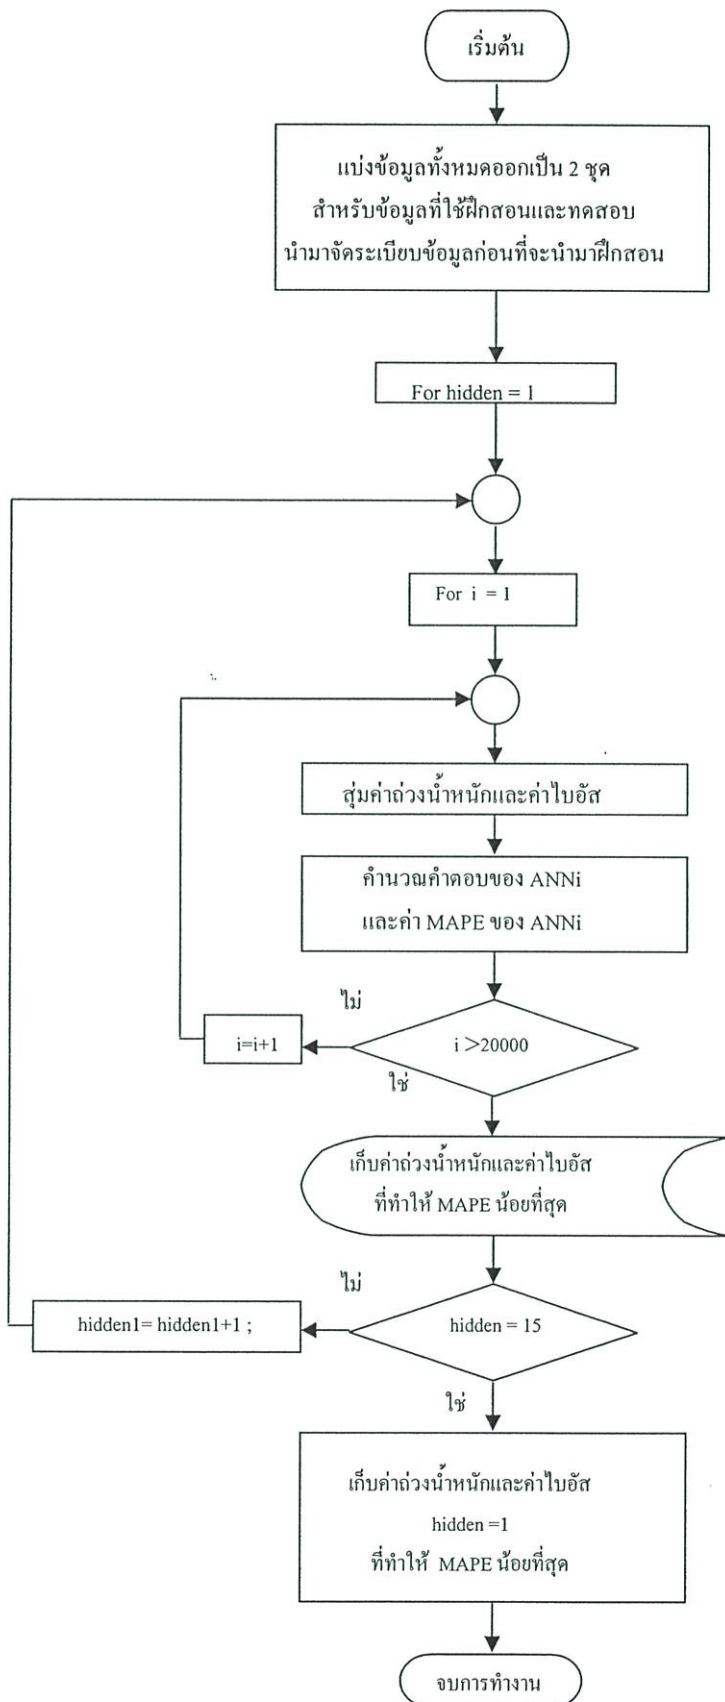 เริ่มต้น
แบ่งข้อมูลทั้งหมดออกเป็น 2 ชุด
สำหรับข้อมูลที่ใช้ฝึกสอนและทดสอบ
นำมาจัดระเบียบข้อมูลก่อนที่จะนำมาฝึกสอน
For hidden = 1
For i = 1
สุ่มค่าถ่วงน้ำหนักและค่าไบอัส
คำนวณคำตอบของ ANNi
และค่า MAPE ของ ANNi
ไม่
i=i+1
i >20000
ใช่
เก็บค่าถ่วงน้ำหนักและค่าไบอัส
ที่ทำให้ MAPE น้อยที่สุด
ไม่
hidden1= hidden1+1 ;
hidden = 15
ใช่
เก็บค่าถ่วงน้ำหนักและค่าไบอัส
hidden =1
ที่ทำให้ MAPE น้อยที่สุด
จบการทำงาน